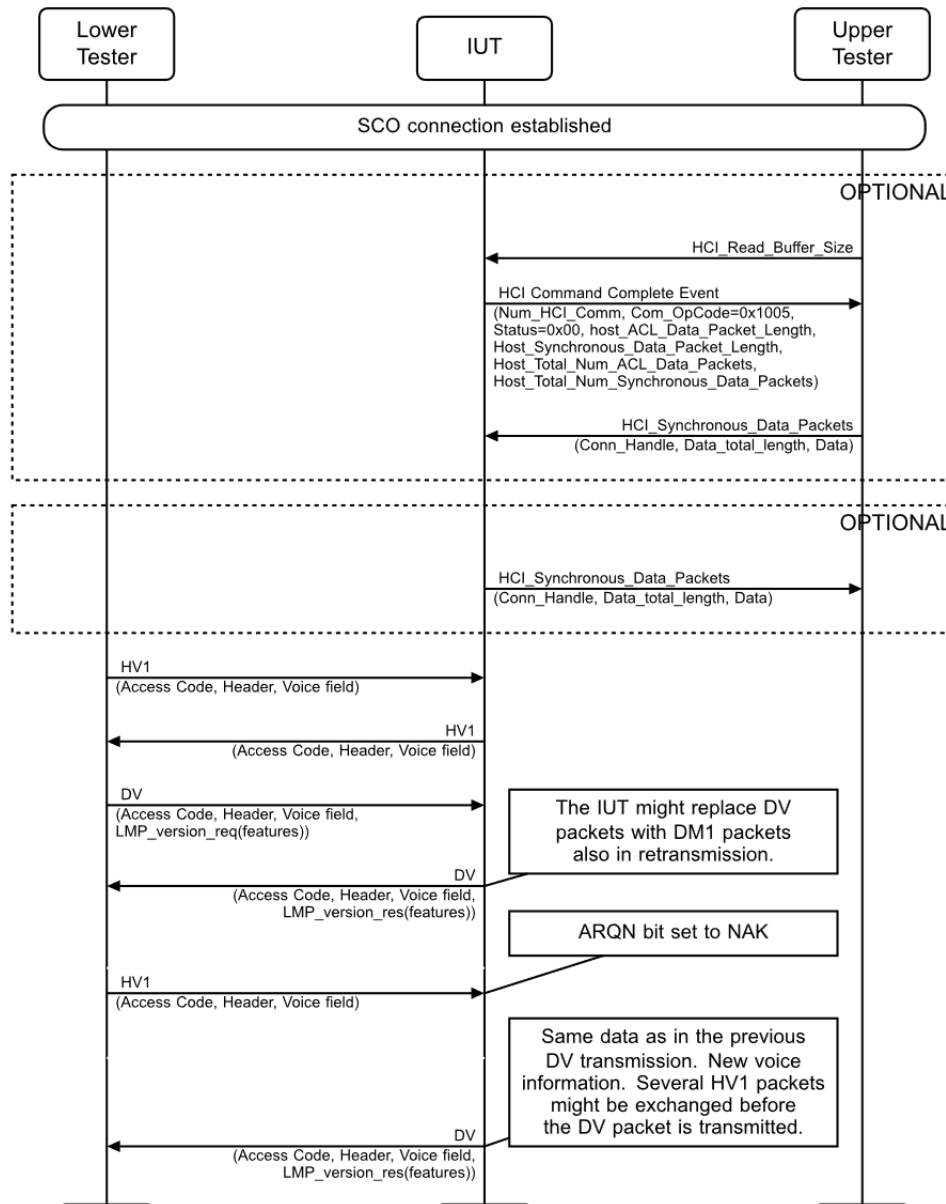 Lower
Tester
IUT
Upper
Tester
SCO connection established
OPTIONAL
HCI_Read_Buffer_Size
HCI Command Complete Event
(Num_HCI_Comm, Com_OpCode=0x1005,
Status=0x00, host_ACL_Data_Packet_Length,
Host_Synchronous_Data_Packet_Length,
Host_Total_Num_ACL_Data_Packets,
Host_Total_Num_Synchronous_Data_Packets)
HCI_Synchronous_Data_Packets
(Conn_Handle, Data_total_length, Data)
OPTIONAL
HCI_Synchronous_Data_Packets
(Conn_Handle, Data_total_length, Data)
HV1
(Access Code, Header, Voice field)
HV1
(Access Code, Header, Voice field)
DV
(Access Code, Header, Voice field,
LMP_version_req(features))
The IUT might replace DV
packets with DM1 packets
also in retransmission.
DV
(Access Code, Header, Voice field,
LMP_version_res(features))
ARQN bit set to NAK
HV1
(Access Code, Header, Voice field)
Same data as in the previous
DV transmission. New voice
information. Several HV1 packets
might be exchanged before
the DV packet is transmitted.
DV
(Access Code, Header, Voice field,
LMP_version_res(features))